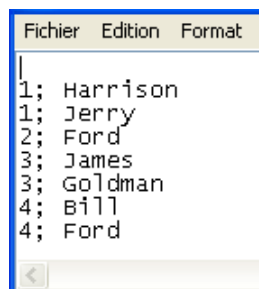 Fichier Edition Format
1; Harrison
1; Jerry
2; Ford
3; James
3; Goldman
4; Bill
4; Ford